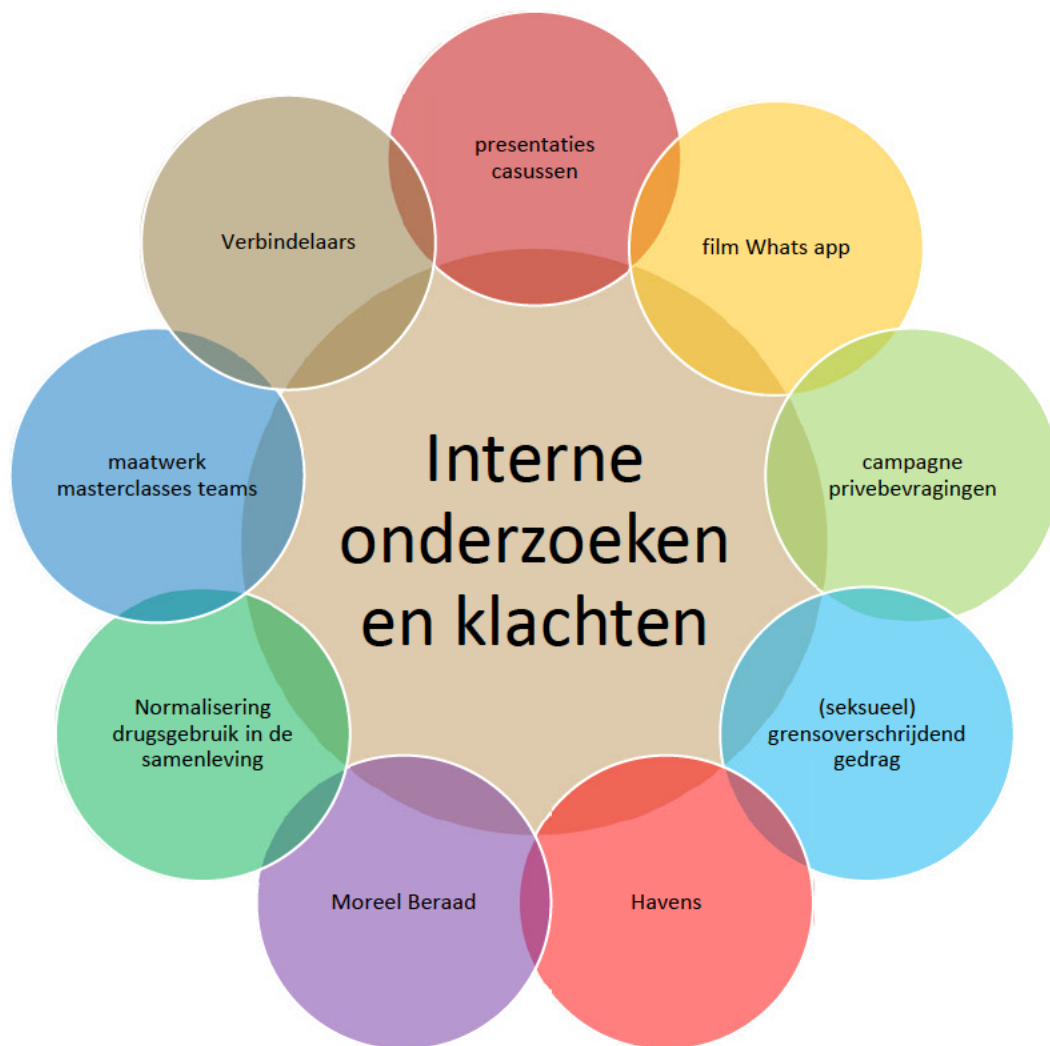 presentaties
casussen
film Whats app
campagne
privebevragingen
(seksueel)
grensoverschrijdend
gedrag
Havens
Moreel Beraad
Normalisering
drugsgebruik in de
samenleving
maatwerk
masterclasses teams
Verbindelaars
Interne
onderzoeken
en klachten